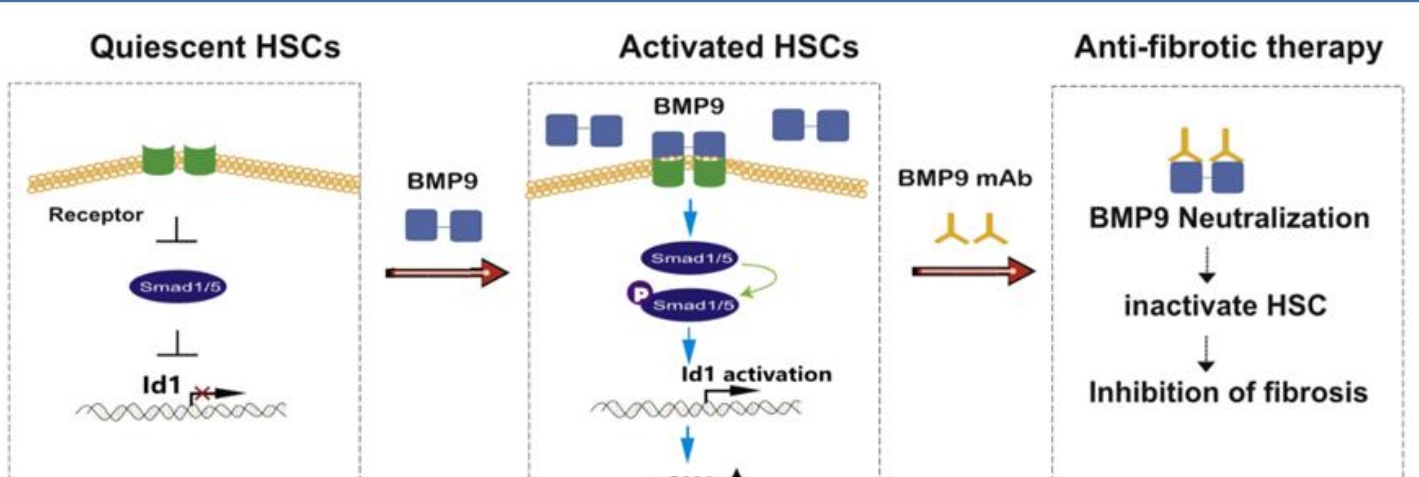 Quiescent HSCs
Activated HSCs
Anti-fibrotic therapy
Receptor
Smad1/5
Id1
BMP9
BMP9
Smad1/5
P
Smad1/5
Id1 activation
BMP9 mAb
BMP9 Neutralization
inactivate HSC
Inhibition of fibrosis